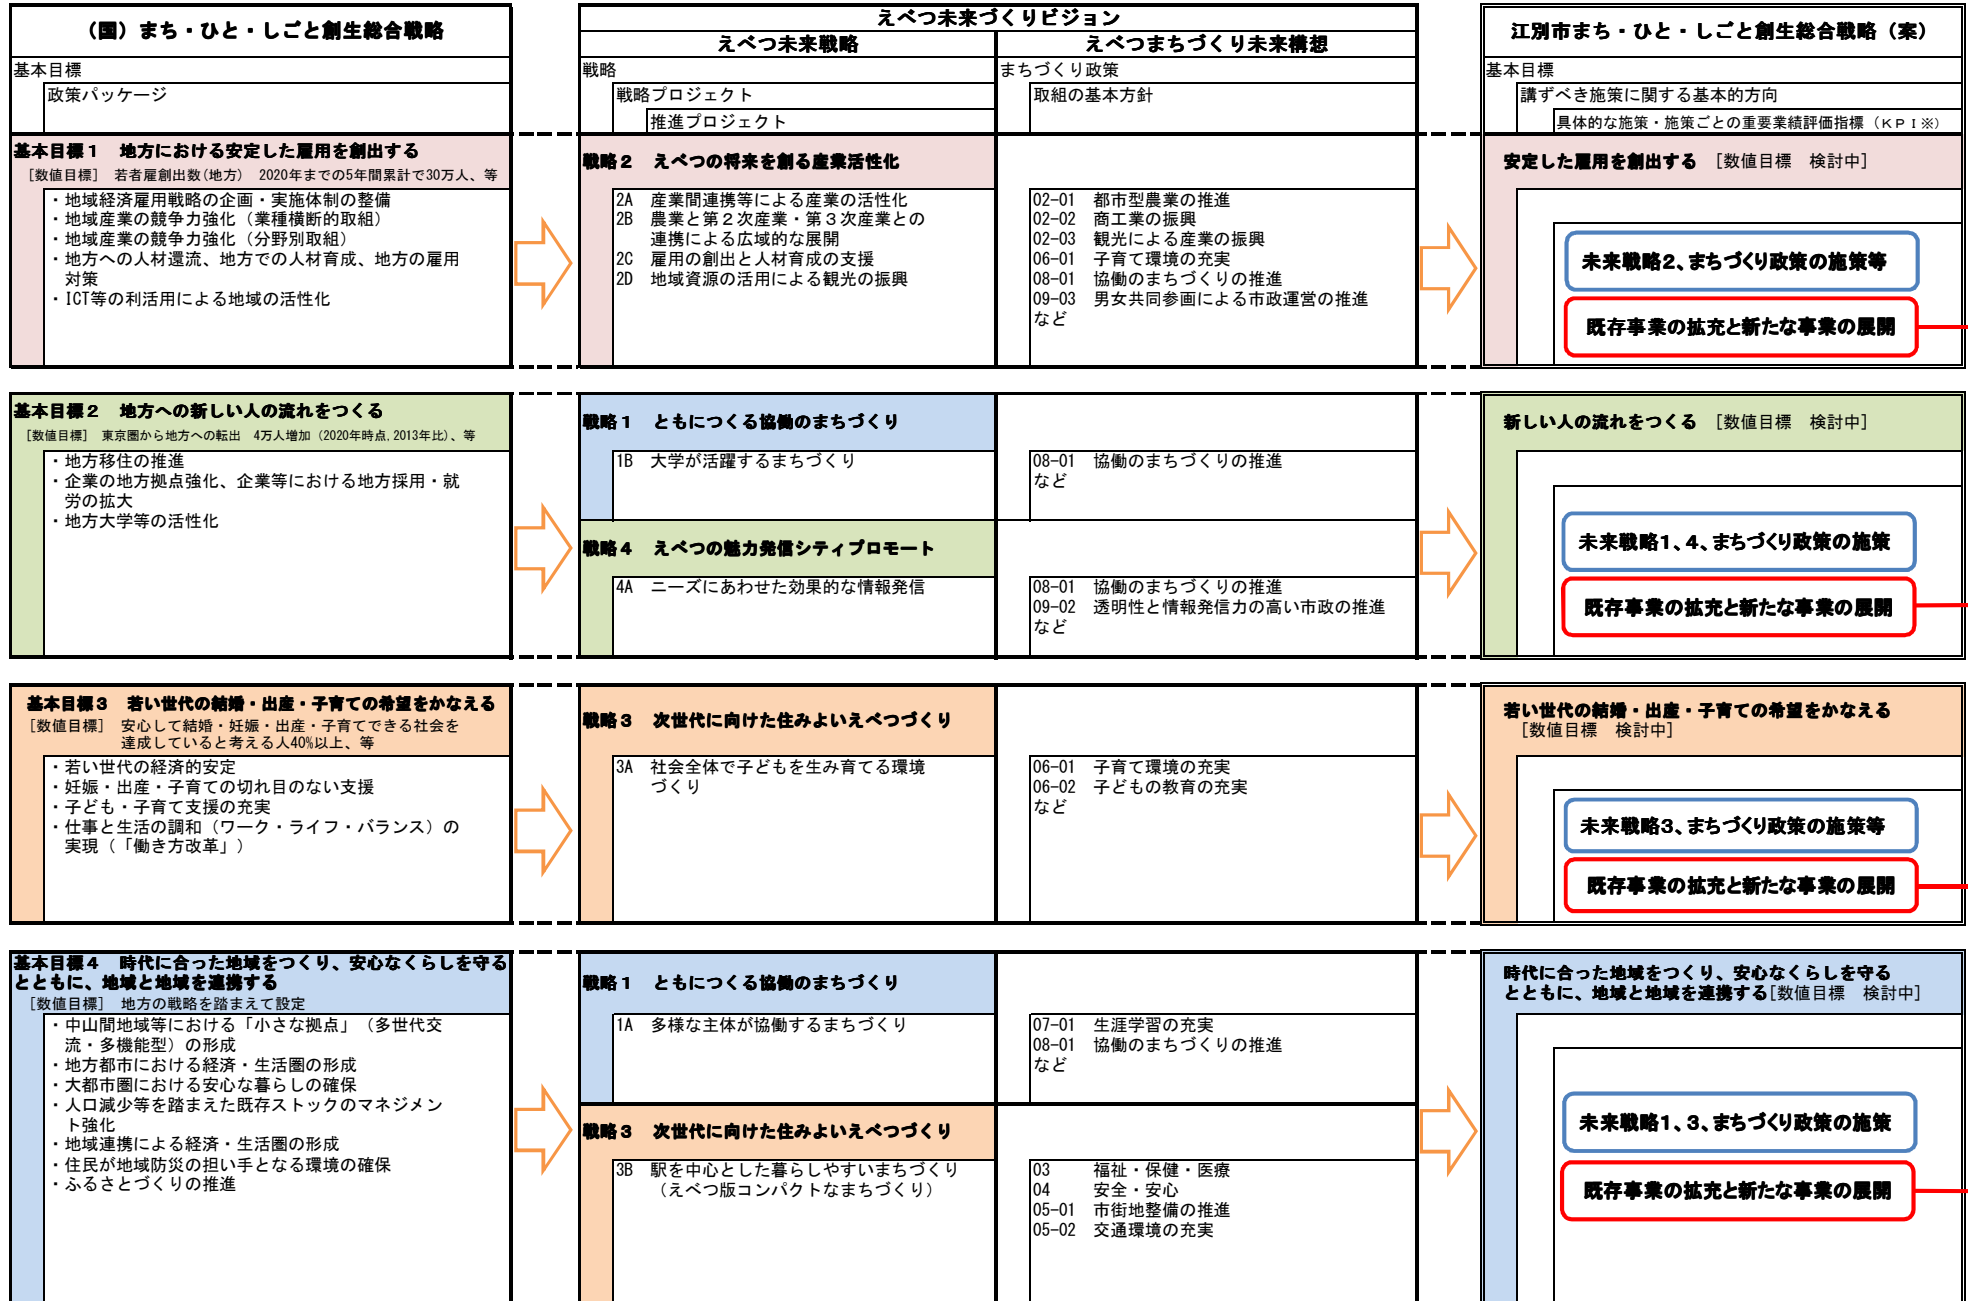 （国）まち・ひと・しごと創生総合戦略
基本目標
政策パッケージ
えべつ未来づくりビジョン
えべつ未来戦略
えべつまちづくり未来構想
戦略
戦略プロジェクト
推進プロジェクト
まちづくり政策
取組の基本方針
江別市まち・ひと・しごと創生総合戦略（案）
基本目標
講ずべき施策に関する基本的方向
具体的な施策・施策ごとの重要業績評価指標（ＫＰＩ※）
基本目標１　地方における安定した雇用を創出する
［数値目標］　若者雇創出数(地方)　2020年までの5年間累計で30万人、等
・地域経済雇用戦略の企画・実施体制の整備
・地域産業の競争力強化（業種横断的取組）
・地域産業の競争力強化（分野別取組）
・地方への人材還流、地方での人材育成、地方の雇用
対策
・ICT等の利活用による地域の活性化
戦略２　えべつの将来を創る産業活性化
2A　産業間連携等による産業の活性化
2B　農業と第２次産業・第３次産業との
連携による広域的な展開
2C　雇用の創出と人材育成の支援
2D　地域資源の活用による観光の振興
02-01　都市型農業の推進
02-02　商工業の振興
02-03　観光による産業の振興
06-01　子育て環境の充実
08-01　協働のまちづくりの推進
09-03　男女共同参画による市政運営の推進
など
安定した雇用を創出する　［数値目標　検討中］
未来戦略2、まちづくり政策の施策等
既存事業の拡充と新たな事業の展開
基本目標２　地方への新しい人の流れをつくる
［数値目標］　東京圏から地方への転出　4万人増加（2020年時点,2013年比）、等
・地方移住の推進
・企業の地方拠点強化、企業等における地方採用・就
労の拡大
・地方大学等の活性化
戦略１　ともにつくる協働のまちづくり
1B　大学が活躍するまちづくり
08-01　協働のまちづくりの推進
など
戦略４　えべつの魅力発信シティプロモート
4A　ニーズにあわせた効果的な情報発信
08-01　協働のまちづくりの推進
09-02　透明性と情報発信力の高い市政の推進
など
新しい人の流れをつくる　［数値目標　検討中］
未来戦略1、4、まちづくり政策の施策
既存事業の拡充と新たな事業の展開
基本目標３　若い世代の結婚・出産・子育ての希望をかなえる
［数値目標］　安心して結婚・妊娠・出産・子育てできる社会を
達成していると考える人40%以上、等
・若い世代の経済的安定
・妊娠・出産・子育ての切れ目のない支援
・子ども・子育て支援の充実
・仕事と生活の調和（ワーク・ライフ・バランス）の
実現（「働き方改革」）
戦略３　次世代に向けた住みよいえべつづくり
3A　社会全体で子どもを生み育てる環境
づくり
06-01　子育て環境の充実
06-02　子どもの教育の充実
など
若い世代の結婚・出産・子育ての希望をかなえる
［数値目標　検討中］
未来戦略3、まちづくり政策の施策等
既存事業の拡充と新たな事業の展開
基本目標４　時代に合った地域をつくり、安心なくらしを守る
とともに、地域と地域を連携する
［数値目標］　地方の戦略を踏まえて設定
・中山間地域等における「小さな拠点」（多世代交
流・多機能型）の形成
・地方都市における経済・生活圏の形成
・大都市圏における安心な暮らしの確保
・人口減少等を踏まえた既存ストックのマネジメン
ト強化
・地域連携による経済・生活圏の形成
・住民が地域防災の担い手となる環境の確保
・ふるさとづくりの推進
戦略１　ともにつくる協働のまちづくり
1A　多様な主体が協働するまちづくり
07-01　生涯学習の充実
08-01　協働のまちづくりの推進
など
戦略３　次世代に向けた住みよいえべつづくり
3B　駅を中心とした暮らしやすいまちづくり
（えべつ版コンパクトなまちづくり）
03　福祉・保健・医療
04　安全・安心
05-01　市街地整備の推進
05-02　交通環境の充実
時代に合った地域をつくり、安心なくらしを守る
とともに、地域と地域を連携する［数値目標　検討中］
未来戦略1、3、まちづくり政策の施策
既存事業の拡充と新たな事業の展開